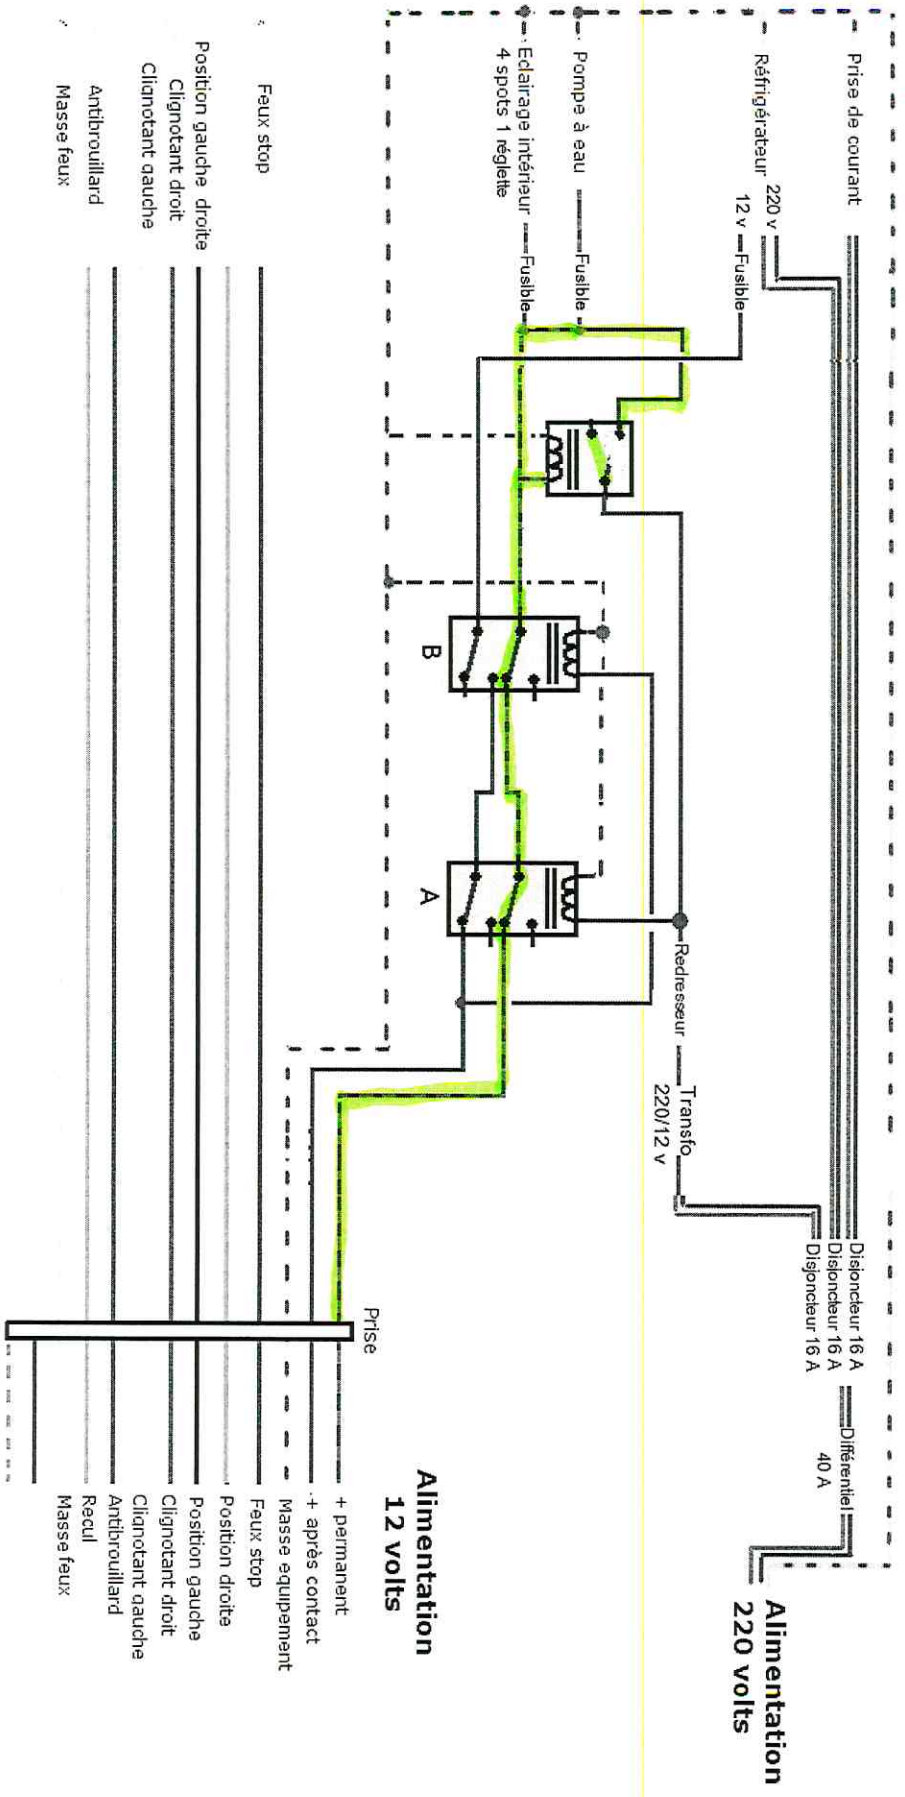 Prise de courant
Réfrigérateur
220 v
12 v
Fusible
Pompe à eau
Fusible
Eclairage intérieur
4 spots 1 réglette
Fusible
B
A
Redresseur
Transfo
220/12 v
Disjoncteur 16 A
Disjoncteur 16 A
Disjoncteur 16 A
Différentiel
40 A
Alimentation
220 volts
Alimentation
12 volts
Prise
+ permanent
+ après contact
Masse equipement
Feux stop
Position droite
Position gauche
Clignotant droit
Clignotant gauche
Antibrouillard
Recul
Masse feux
Feux stop
Position gauche droite
Clignotant droit
Clignotant gauche
Antibrouillard
Masse feux